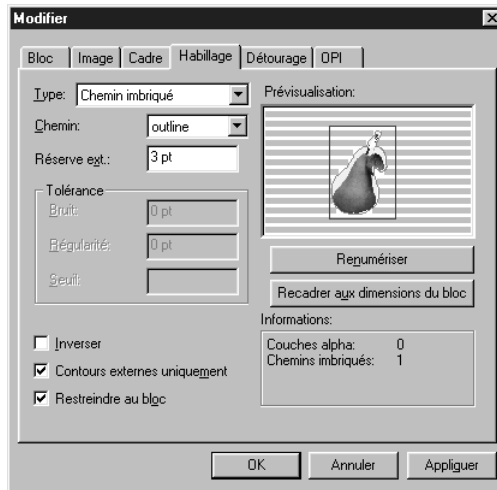 Modifier
Bloc Image Cadre Habillage Détourage OPI
Type: Chemin imbriqué
Chemin: outline
Réserve ext.: 3 pt
Tolérance
Bruit: 0 pt
Régularité: 0 pt
Seuil:
Inverser
Contours externes uniquement
Restreindre au bloc
Prévisualisation:
Renumériser
Recadrer aux dimensions du bloc
Informations:
Couches alpha: 0
Chemins imbriqués: 1
OK Annuler Appliquer